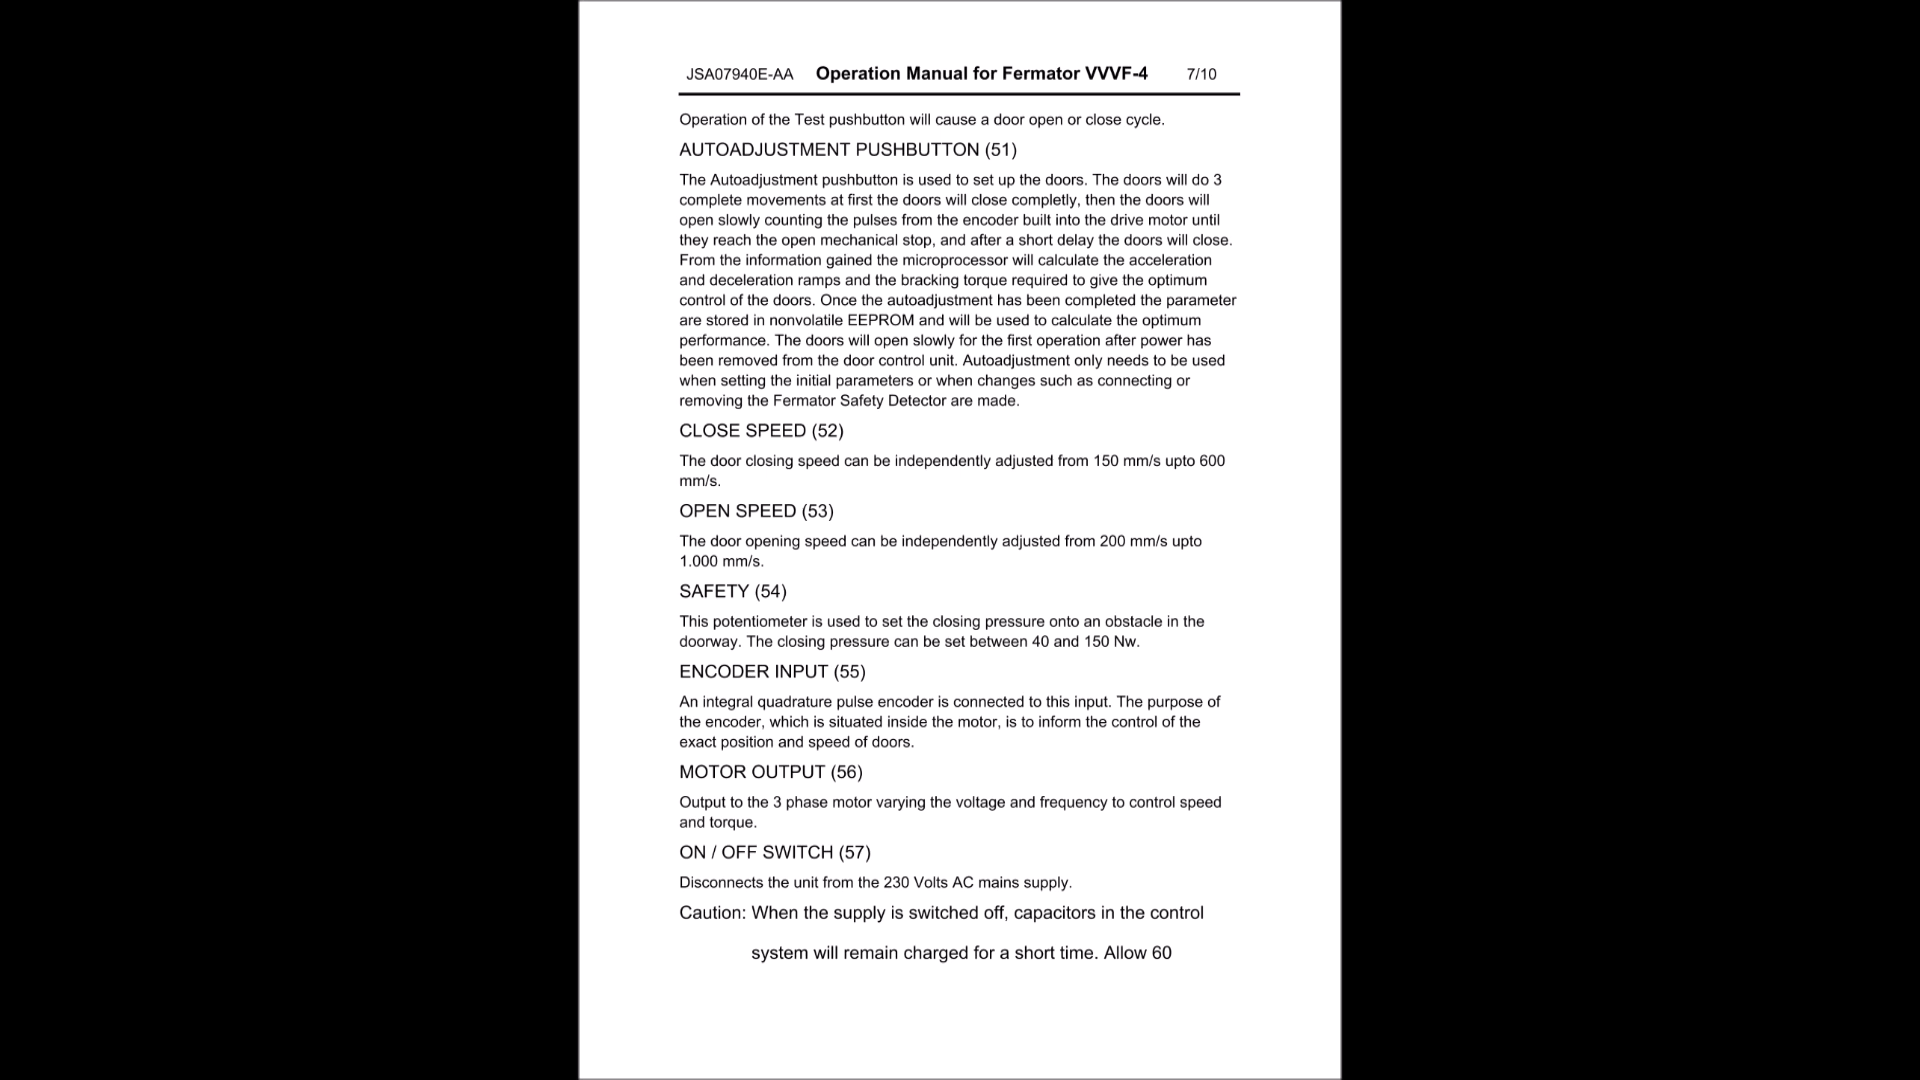 JSA07940E-AA Operation Manual for Fermator VVVF-4 7/10
Operation of the Test pushbutton will cause a door open or close cycle.
AUTOADJUSTMENT PUSHBUTTON (51)
The Autoadjustment pushbutton is used to set up the doors. The doors will do 3
complete movements at first the doors will close completly, then the doors will
open slowly counting the pulses from the encoder built into the drive motor until
they reach the open mechanical stop, and after a short delay the doors will close.
From the information gained the microprocessor will calculate the acceleration
and deceleration ramps and the bracking torque required to give the optimum
control of the doors. Once the autoadjustment has been completed the parameter
are stored in nonvolatile EEPROM and will be used to calculate the optimum
performance. The doors will open slowly for the first operation after power has
been removed from the door control unit. Autoadjustment only needs to be used
when setting the initial parameters or when changes such as connecting or
removing the Fermator Safety Detector are made.
CLOSE SPEED (52)
The door closing speed can be independently adjusted from 150 mm/s upto 600
mm/s.
OPEN SPEED (53)
The door opening speed can be independently adjusted from 200 mm/s upto
1.000 mm/s.
SAFETY (54)
This potentiometer is used to set the closing pressure onto an obstacle in the
doorway. The closing pressure can be set between 40 and 150 Nw.
ENCODER INPUT (55)
An integral quadrature pulse encoder is connected to this input. The purpose of
the encoder, which is situated inside the motor, is to inform the control of the
exact position and speed of doors.
MOTOR OUTPUT (56)
Output to the 3 phase motor varying the voltage and frequency to control speed
and torque.
ON / OFF SWITCH (57)
Disconnects the unit from the 230 Volts AC mains supply.
Caution: When the supply is switched off, capacitors in the control
system will remain charged for a short time. Allow 60